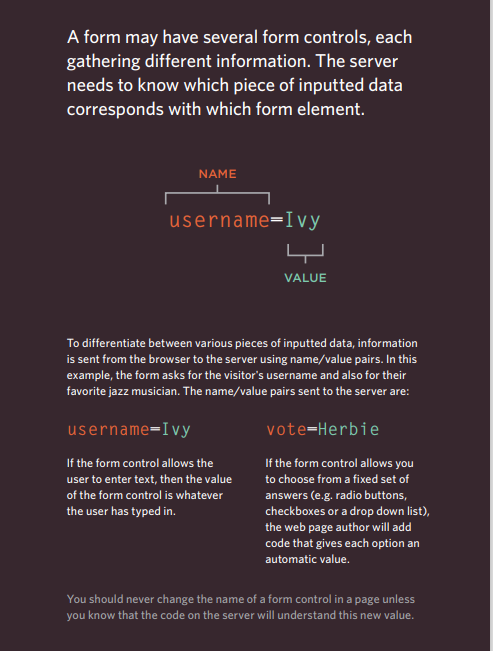 A form may have several form controls, each
gathering different information. The server
needs to know which piece of inputted data
corresponds with which form element.
NAME
username=Ivy
VALUE
To differentiate between various pieces of inputted data, information
is sent from the browser to the server using name/value pairs. In this
example, the form asks for the visitor's username and also for their
favorite jazz musician. The name/value pairs sent to the server are:
username=Ivy
If the form control allows the
user to enter text, then the value
of the form control is whatever
the user has typed in.
vote=Herbie
If the form control allows you
to choose from a fixed set of
answers (e.g. radio buttons,
checkboxes or a drop down list),
the web page author will add
code that gives each option an
automatic value.
You should never change the name of a form control in a page unless
you know that the code on the server will understand this new value.